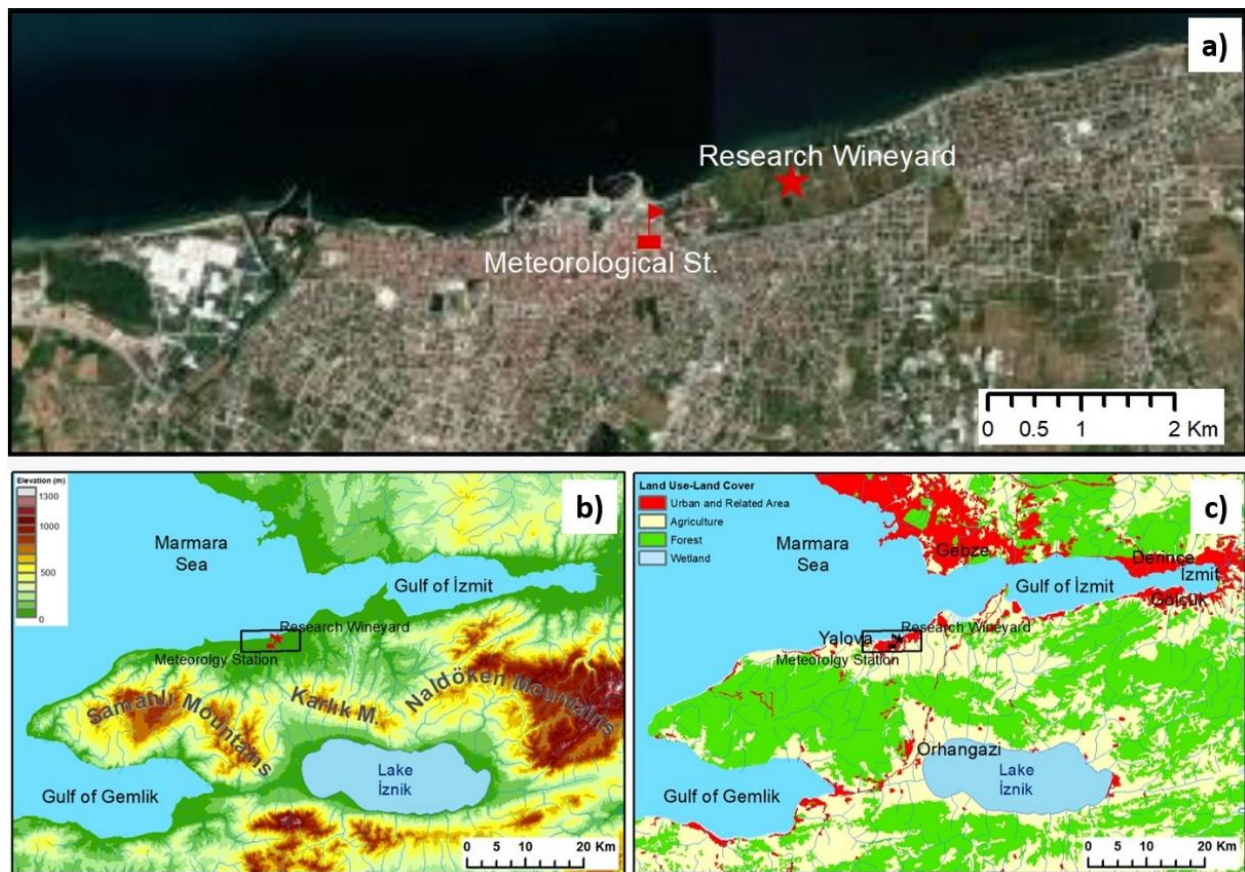 a)
Research Wineyard
Meteorological St.
0 0.5 1 2 Km
Elevation (m)
1300
1000
500
0
b)
Marmara
Sea
Gulf of İzmit
Research Wineyard
Meteorolgy Station
Samanlı Mountans
Karlık M.
Naldöken Mountains
Lake
İznik
Gulf of Gemlik
0 5 10 20 Km
Land Use-Land Cover
Urban and Related Area
Agriculture
Forest
Wetland
c)
Marmara
Sea
Gebze
Derince
İzmit
Gulf of İzmit
Gölcük
Yalova
Research Wineyard
Meteorolgy Station
Orhangazi
Lake
İznik
Gulf of Gemlik
0 5 10 20 Km